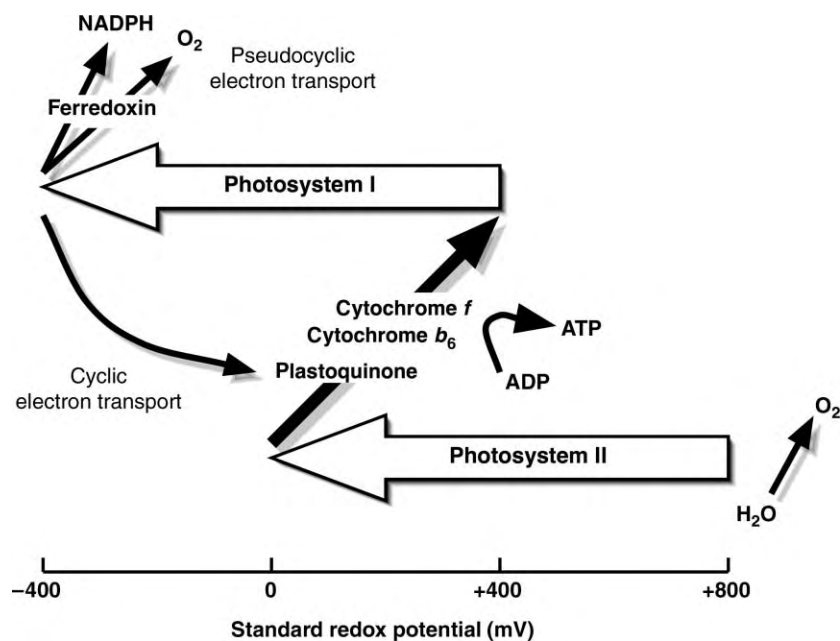 NADPH
O₂
Pseudocyclic
electron transport
Ferredoxin
Photosystem I
Cytochrome f
Cytochrome b₆
ATP
Plastoquinone
ADP
Cyclic
electron transport
O₂
Photosystem II
H₂O
−400
0
+400
+800
Standard redox potential (mV)